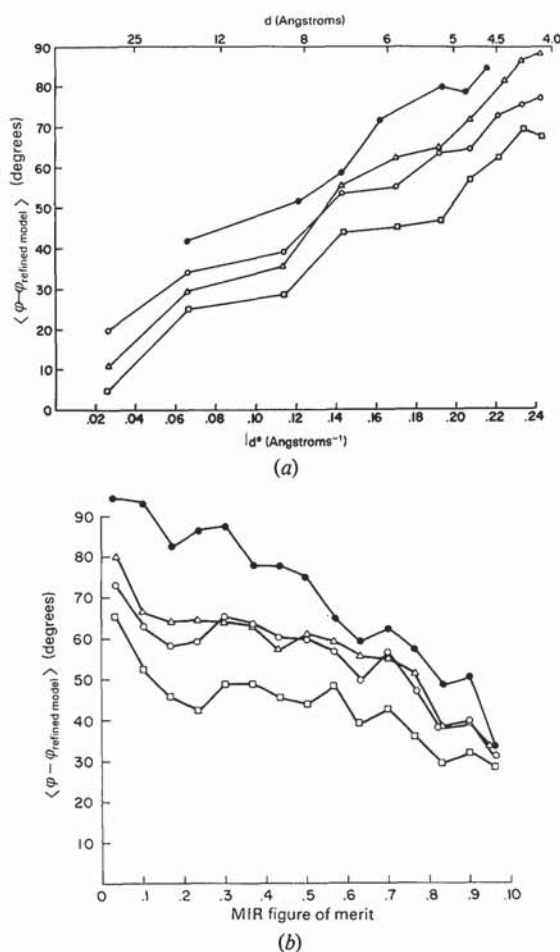 d (Angstroms)
25 12 8 6 5 4.5 4.0
90
80
70
60
50
40
30
20
10
0
⟨ φ–φrefined model ⟩ (degrees)
.02 .04 .06 .08 .10 .12 .14 .16 .18 .20 .22 .24
d* (Angstroms⁻¹)
(a)
90
80
70
60
50
40
30
20
10
⟨ φ – φrefined model ⟩ (degrees)
0 .1 .2 .3 .4 .5 .6 .7 .8 .9 .10
MIR figure of merit
(b)